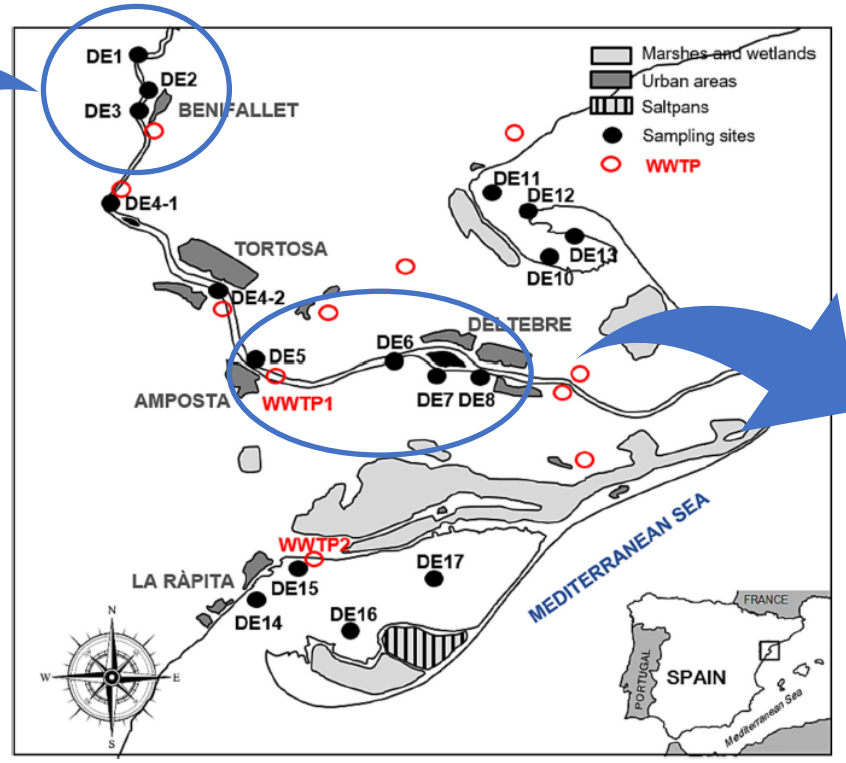 DE1
DE2
DE3
BENIFALLET
Marshes and wetlands
Urban areas
Saltpans
Sampling sites
WWTP
DE4-1
DE11
DE12
DE13
DE10
TORTOSA
DE4-2
DELTEBRE
DE5
DE6
DE7
DE8
AMPOSTA
WWTP1
WWTP2
LA RÀPITA
DE15
DE14
DE17
DE16
MEDITERRANEAN SEA
N
W
E
S
FRANCE
PORTUGAL
SPAIN
Mediterranean Sea